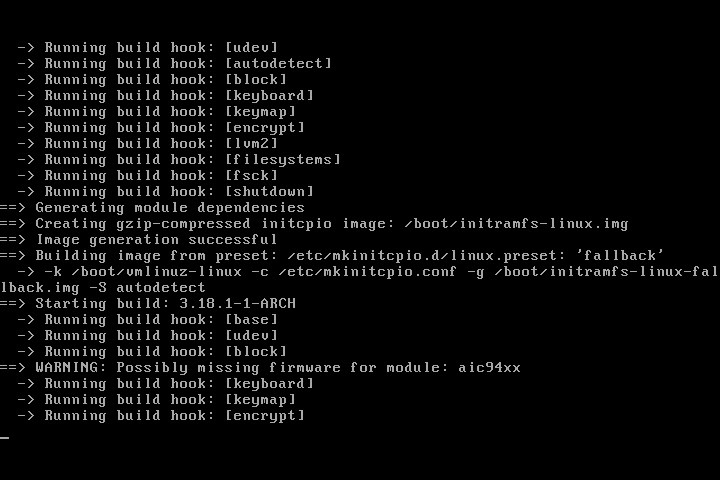 -> Running build hook: [udev]
-> Running build hook: [autodetect]
-> Running build hook: [block]
-> Running build hook: [keyboard]
-> Running build hook: [keymap]
-> Running build hook: [encrypt]
-> Running build hook: [lvm2]
-> Running build hook: [filesystems]
-> Running build hook: [fsck]
-> Running build hook: [shutdown]
==> Generating module dependencies
==> Creating gzip-compressed initcpio image: /boot/initramfs-linux.img
==> Image generation successful
==> Building image from preset: /etc/mkinitcpio.d/linux.preset: 'fallback'
-> -k /boot/vmlinuz-linux -c /etc/mkinitcpio.conf -g /boot/initramfs-linux-fal
lback.img -S autodetect
==> Starting build: 3.18.1-1-ARCH
-> Running build hook: [base]
-> Running build hook: [udev]
-> Running build hook: [block]
==> WARNING: Possibly missing firmware for module: aic94xx
-> Running build hook: [keyboard]
-> Running build hook: [keymap]
-> Running build hook: [encrypt]